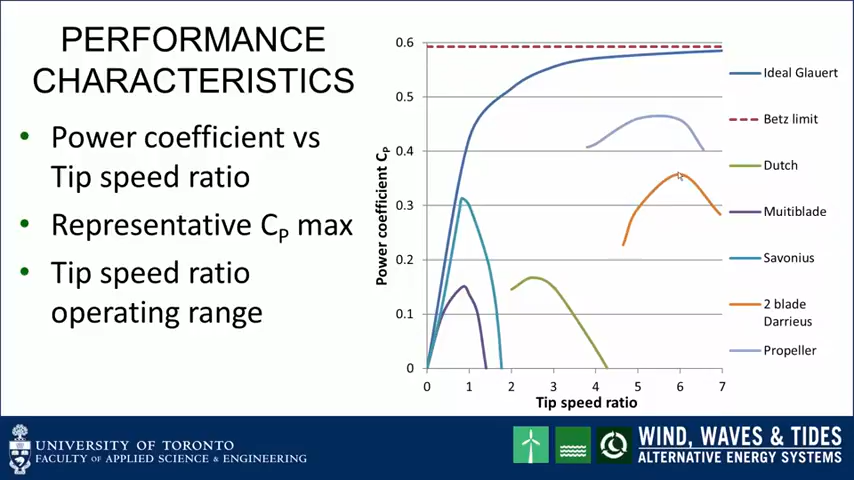 PERFORMANCE
CHARACTERISTICS
• Power coefficient vs
Tip speed ratio
• Representative CP max
• Tip speed ratio
operating range
Power coefficient CP
0.6
0.5
0.4
0.3
0.2
0.1
0
0 1 2 3 4 5 6 7
Tip speed ratio
Ideal Glauert
Betz limit
Dutch
Muitiblade
Savonius
2 blade
Darrieus
Propeller
UNIVERSITY OF TORONTO
FACULTY OF APPLIED SCIENCE & ENGINEERING
WIND, WAVES & TIDES
ALTERNATIVE ENERGY SYSTEMS